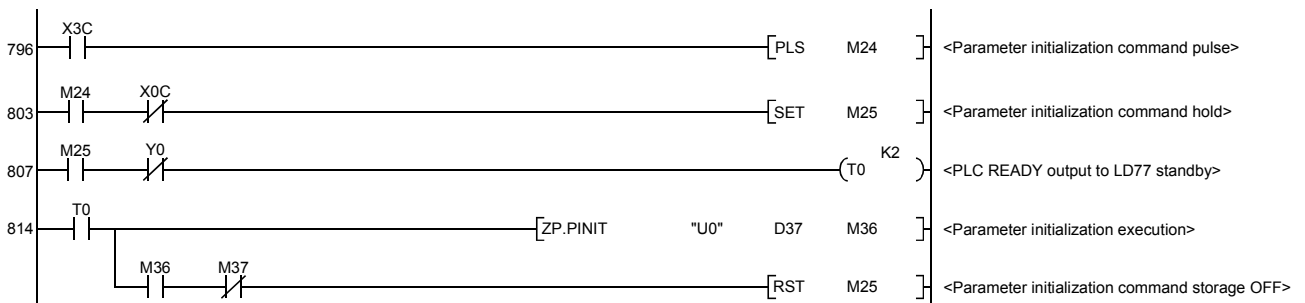 X3C
796 PLS M24 <Parameter initialization command pulse>
M24 X0C
803 SET M25 <Parameter initialization command hold>
M25 Y0 K2
807 T0 <PLC READY output to LD77 standby>
T0
814 ZP.PINIT "U0" D37 M36 <Parameter initialization execution>
M36 M37
RST M25 <Parameter initialization command storage OFF>